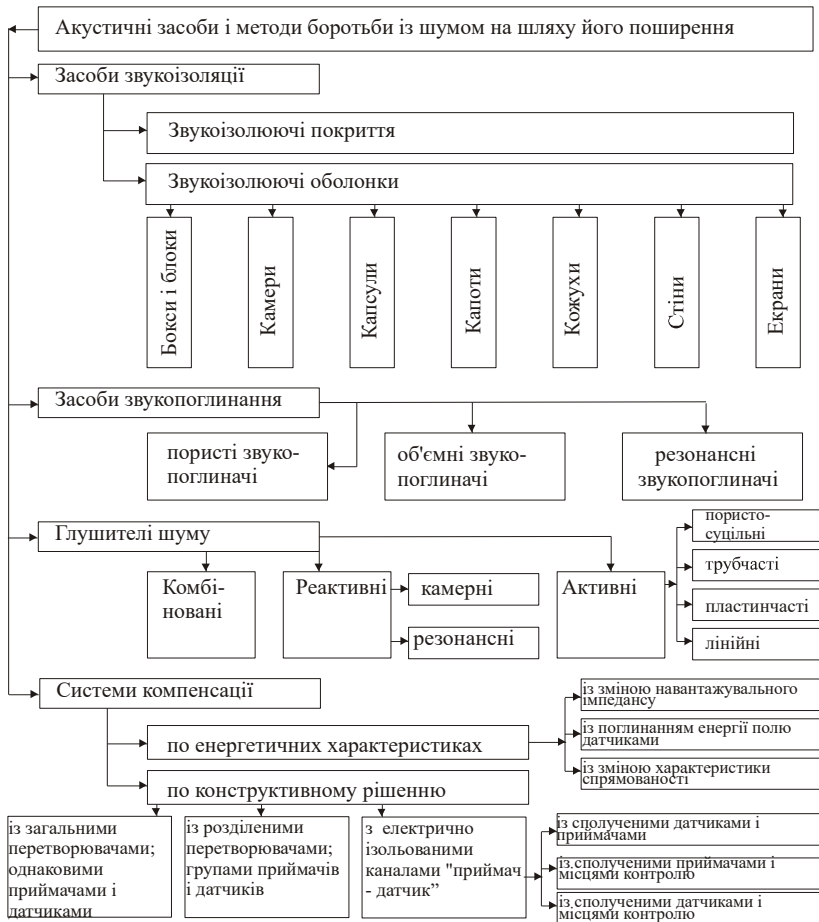 Акустичні засоби і методи боротьби із шумом на шляху його поширення
Засоби звукоізоляції
Звукоізолюючі покриття
Звукоізолюючі оболонки
Бокси і блоки
Камери
Капсули
Капоти
Кожухи
Стіни
Екрани
Засоби звукопоглинання
пористі звуко-
поглиначі
об'ємні звуко-
поглиначі
резонансні
звукопоглиначі
Глушителі шуму
Комбі-
новані
Реактивні
камерні
резонансні
Активні
пористо-
суцільні
трубчасті
пластинчасті
лінійні
Системи компенсації
по енергетичних характеристиках
із зміною навантажувального
імпедансу
із поглинанням енергії полю
датчиками
із зміною характеристики
спрямованості
по конструктивному рішенню
із загальними
перетворювачами;
однаковими
приймачами і
датчиками
із розділеними
перетворювачами;
групами приймачів
і датчиків
з електрично
ізольованими
каналами "приймач
- датчик”
із сполученими датчиками і
приймачами
із сполученими приймачами і
місцями контролю
із сполученими датчиками і
місцями контролю